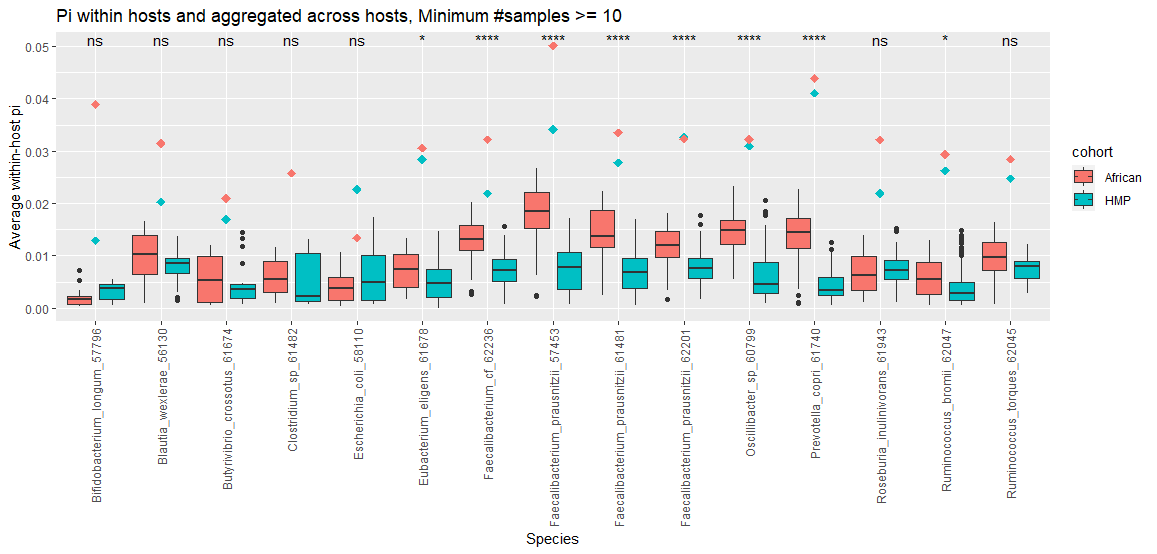 Pi within hosts and aggregated across hosts, Minimum #samples >= 10
ns ns ns ns ns * **** **** **** **** **** **** ns * ns
Average within-host pi
0.05
0.04
0.03
0.02
0.01
0.00
Bifidobacterium_longum_57796
Blautia_wexlerae_56130
Butyrivibrio_crossotus_61674
Clostridium_sp_61482
Escherichia_coli_58110
Eubacterium_eligens_61678
Faecalibacterium_cf_62236
Faecalibacterium_prausnitzii_57453
Faecalibacterium_prausnitzii_61481
Faecalibacterium_prausnitzii_62201
Oscillibacter_sp_60799
Prevotella_copri_61740
Roseburia_inulinivorans_61943
Ruminococcus_bromii_62047
Ruminococcus_torques_62045
Species
cohort
African
HMP